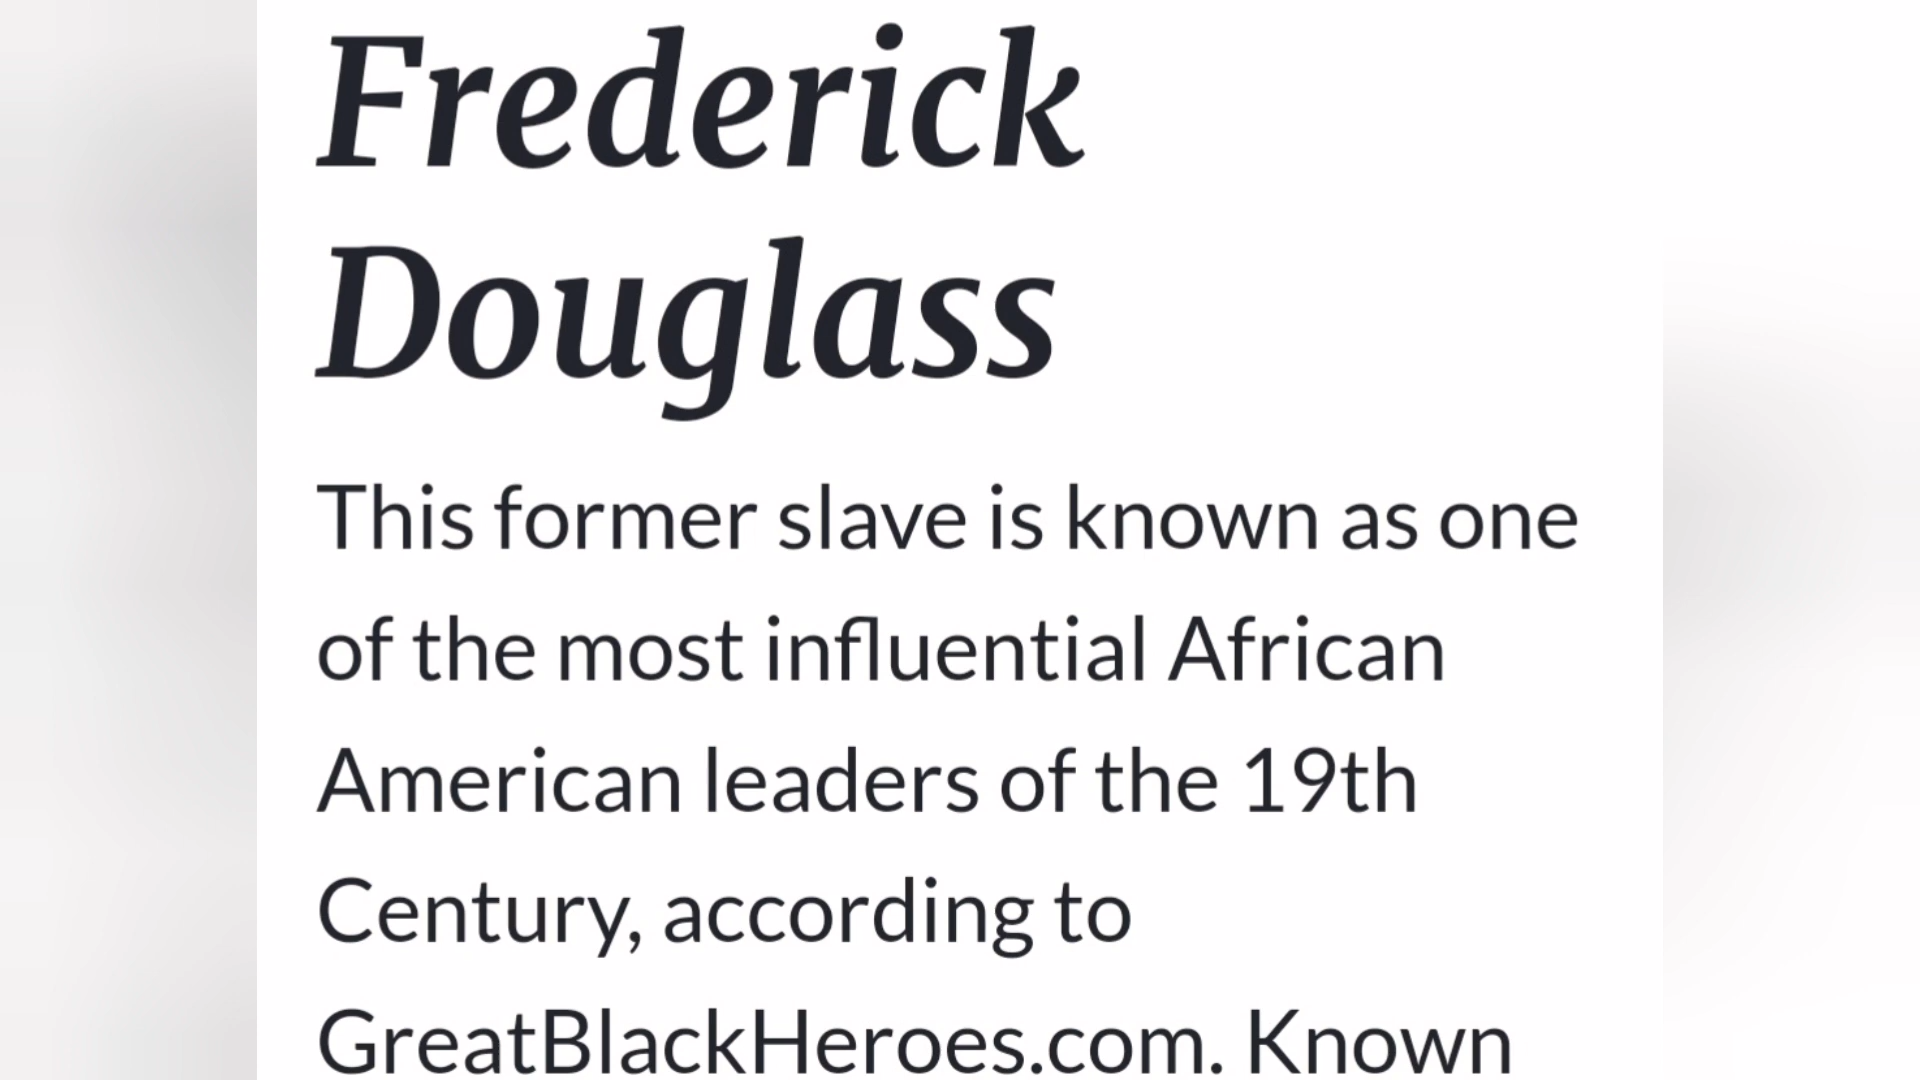 Frederick
Douglass
This former slave is known as one
of the most influential African
American leaders of the 19th
Century, according to
GreatBlackHeroes.com. Known